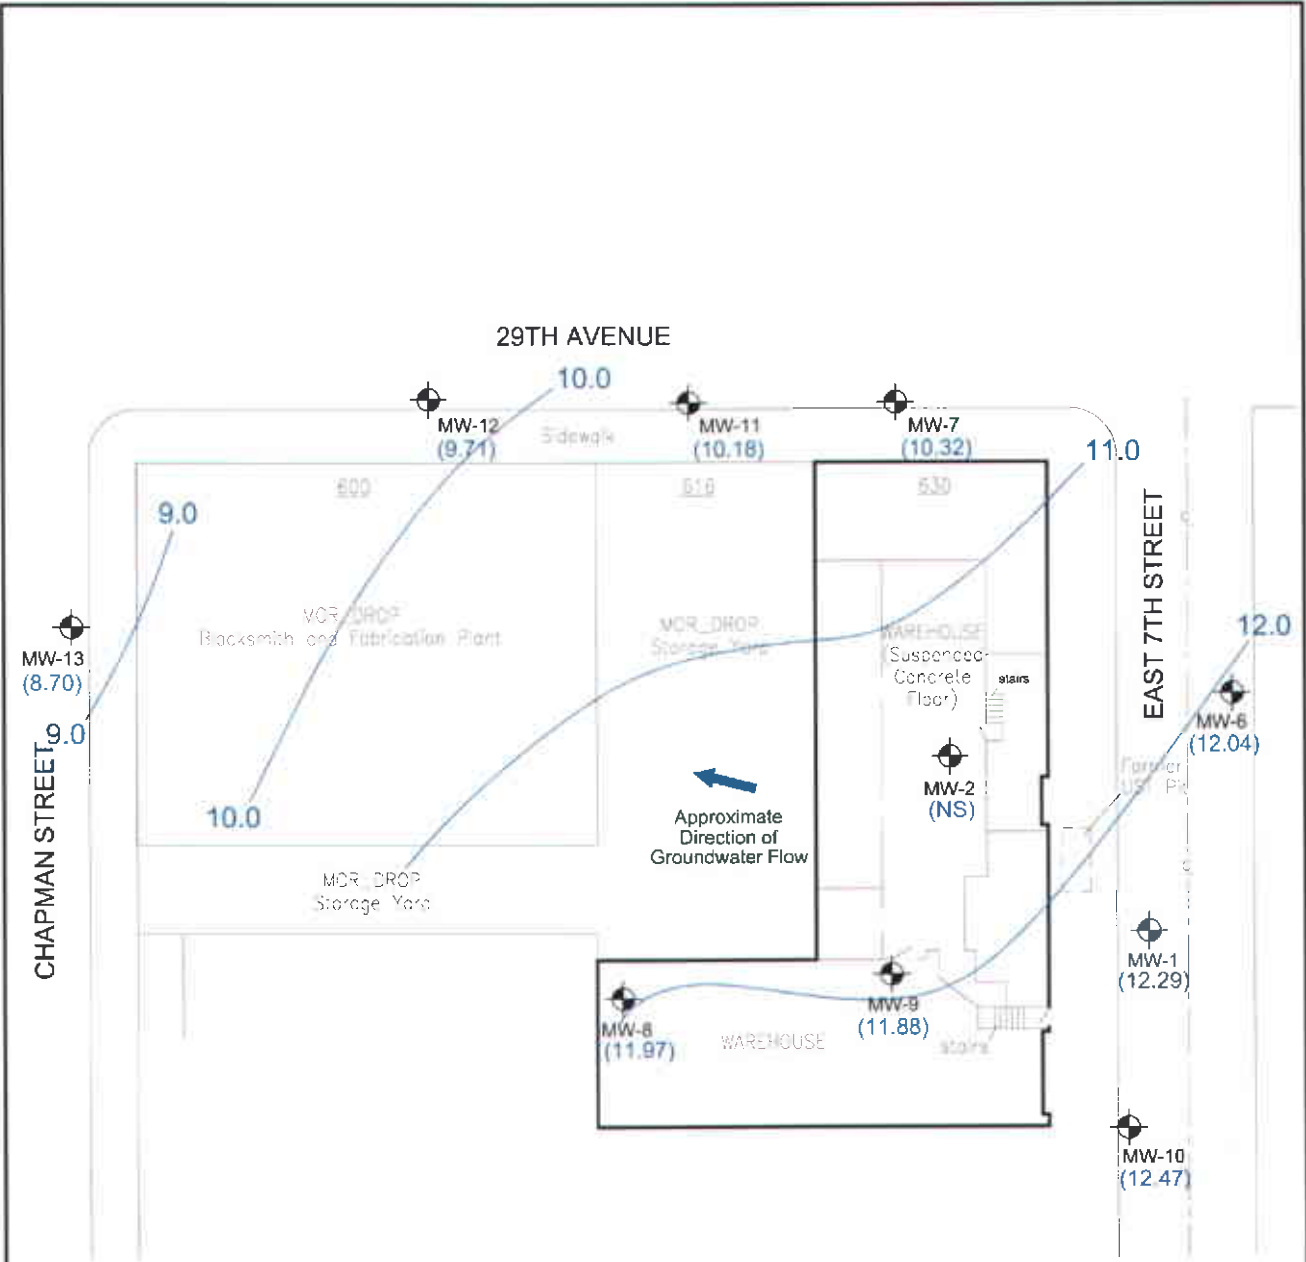 29TH AVENUE
10.0
MW-12
(9.71)
Sidewalk
MW-11
(10.18)
MW-7
(10.32)
11.0
600
616
630
9.0
EAST 7TH STREET
MOR_DROP
Blacksmith and Fabrication Plant
MOR_DROP
Storage Yard
WAREHOUSE
(Suspended
Concrete
Floor)
stairs
12.0
MW-13
(8.70)
9.0
MW-6
(12.04)
CHAPMAN STREET
10.0
MW-2
(NS)
Former
UST Pit
Approximate
Direction of
Groundwater Flow
MOR_DROP
Storage Yard
MW-1
(12.29)
MW-8
(11.97)
WAREHOUSE
MW-9
(11.88)
stairs
MW-10
(12.47)